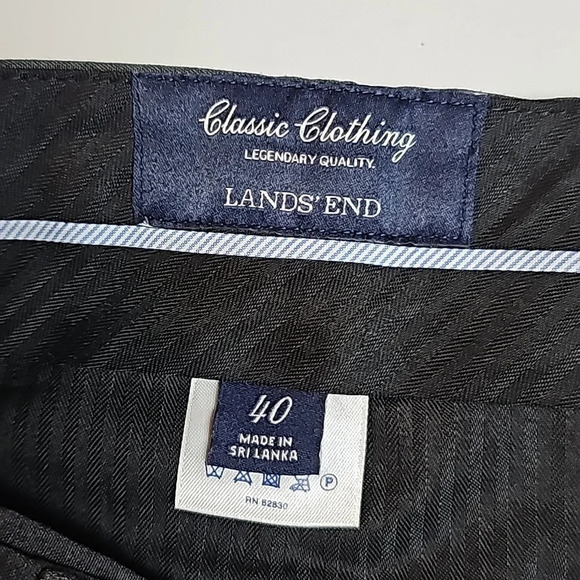 Classic Clothing
LEGENDARY QUALITY.
LANDS' END
40
MADE IN
SRI LANKA
P
RN 82830